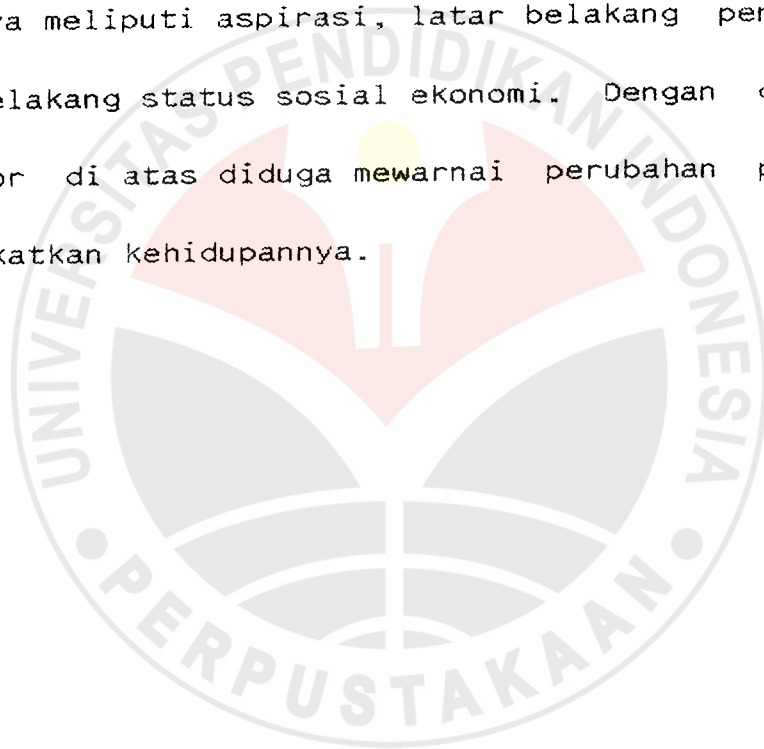 ya meliputi aspirasi, latar belakang per
elakang status sosial ekonomi. Dengan
or di atas diduga mewarnai perubahan p
katkan kehidupannya.
UNIVERSITAS PENDIDIKAN INDONESIA
PERPUSTAKAAN